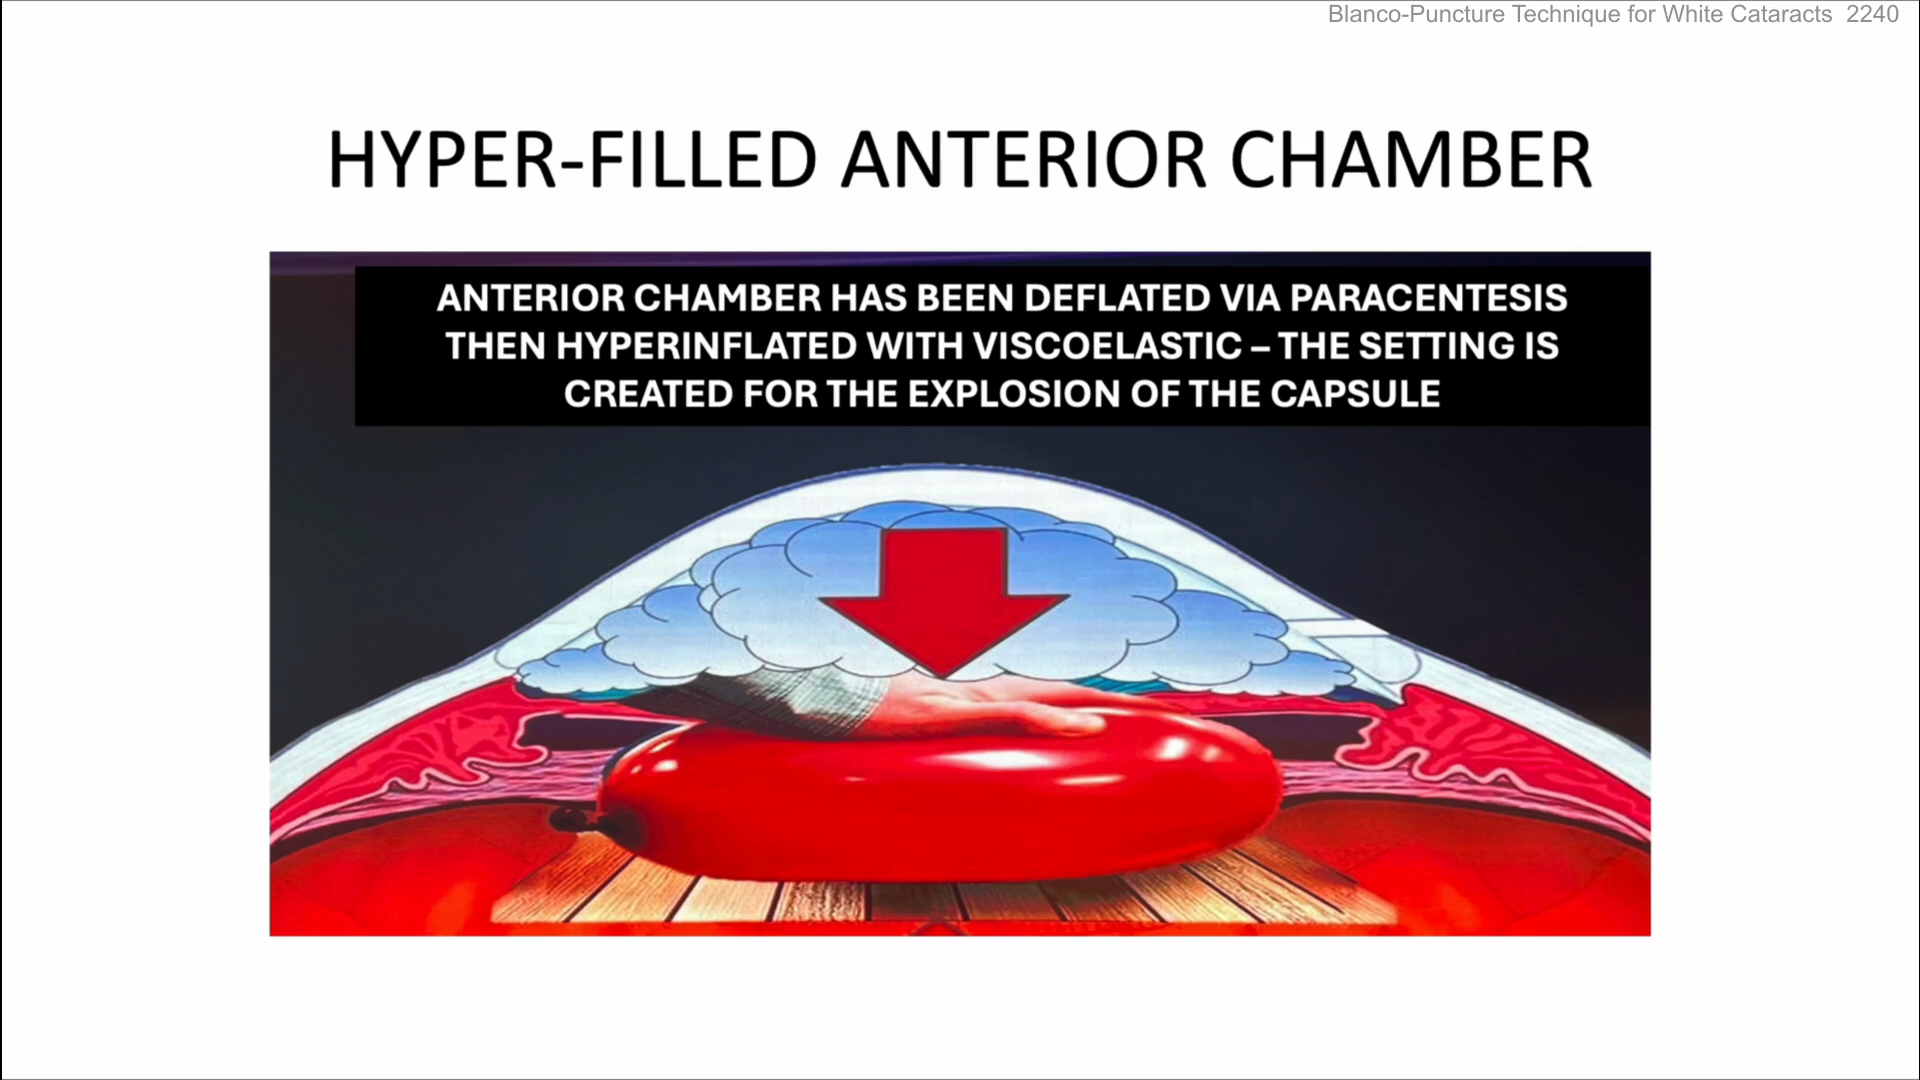 Blanco-Puncture Technique for White Cataracts 2240
HYPER-FILLED ANTERIOR CHAMBER
ANTERIOR CHAMBER HAS BEEN DEFLATED VIA PARACENTESIS
THEN HYPERINFLATED WITH VISCOELASTIC – THE SETTING IS
CREATED FOR THE EXPLOSION OF THE CAPSULE